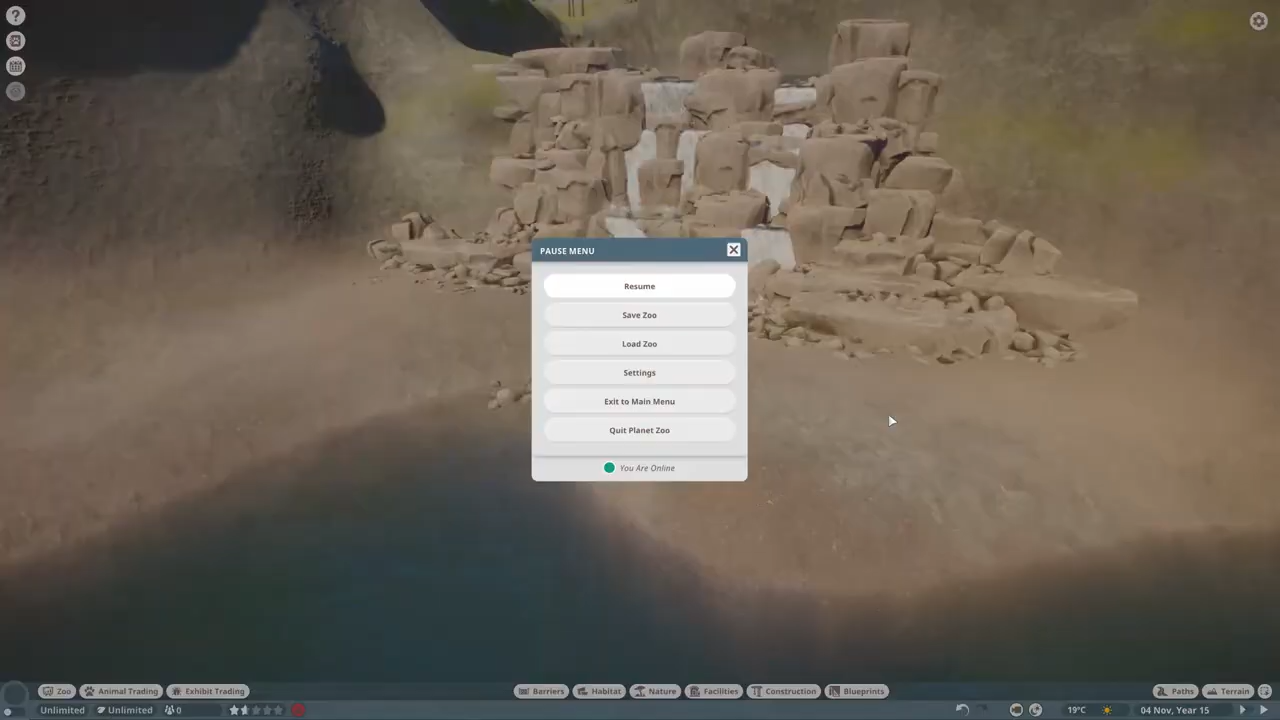 ?
PAUSE MENU
Resume
Save Zoo
Load Zoo
Settings
Exit to Main Menu
Quit Planet Zoo
You Are Online
Zoo
Animal Trading
Exhibit Trading
Barriers
Habitat
Nature
Facilities
Construction
Blueprints
Paths
Terrain
Unlimited
Unlimited
0
19°C
04 Nov, Year 15